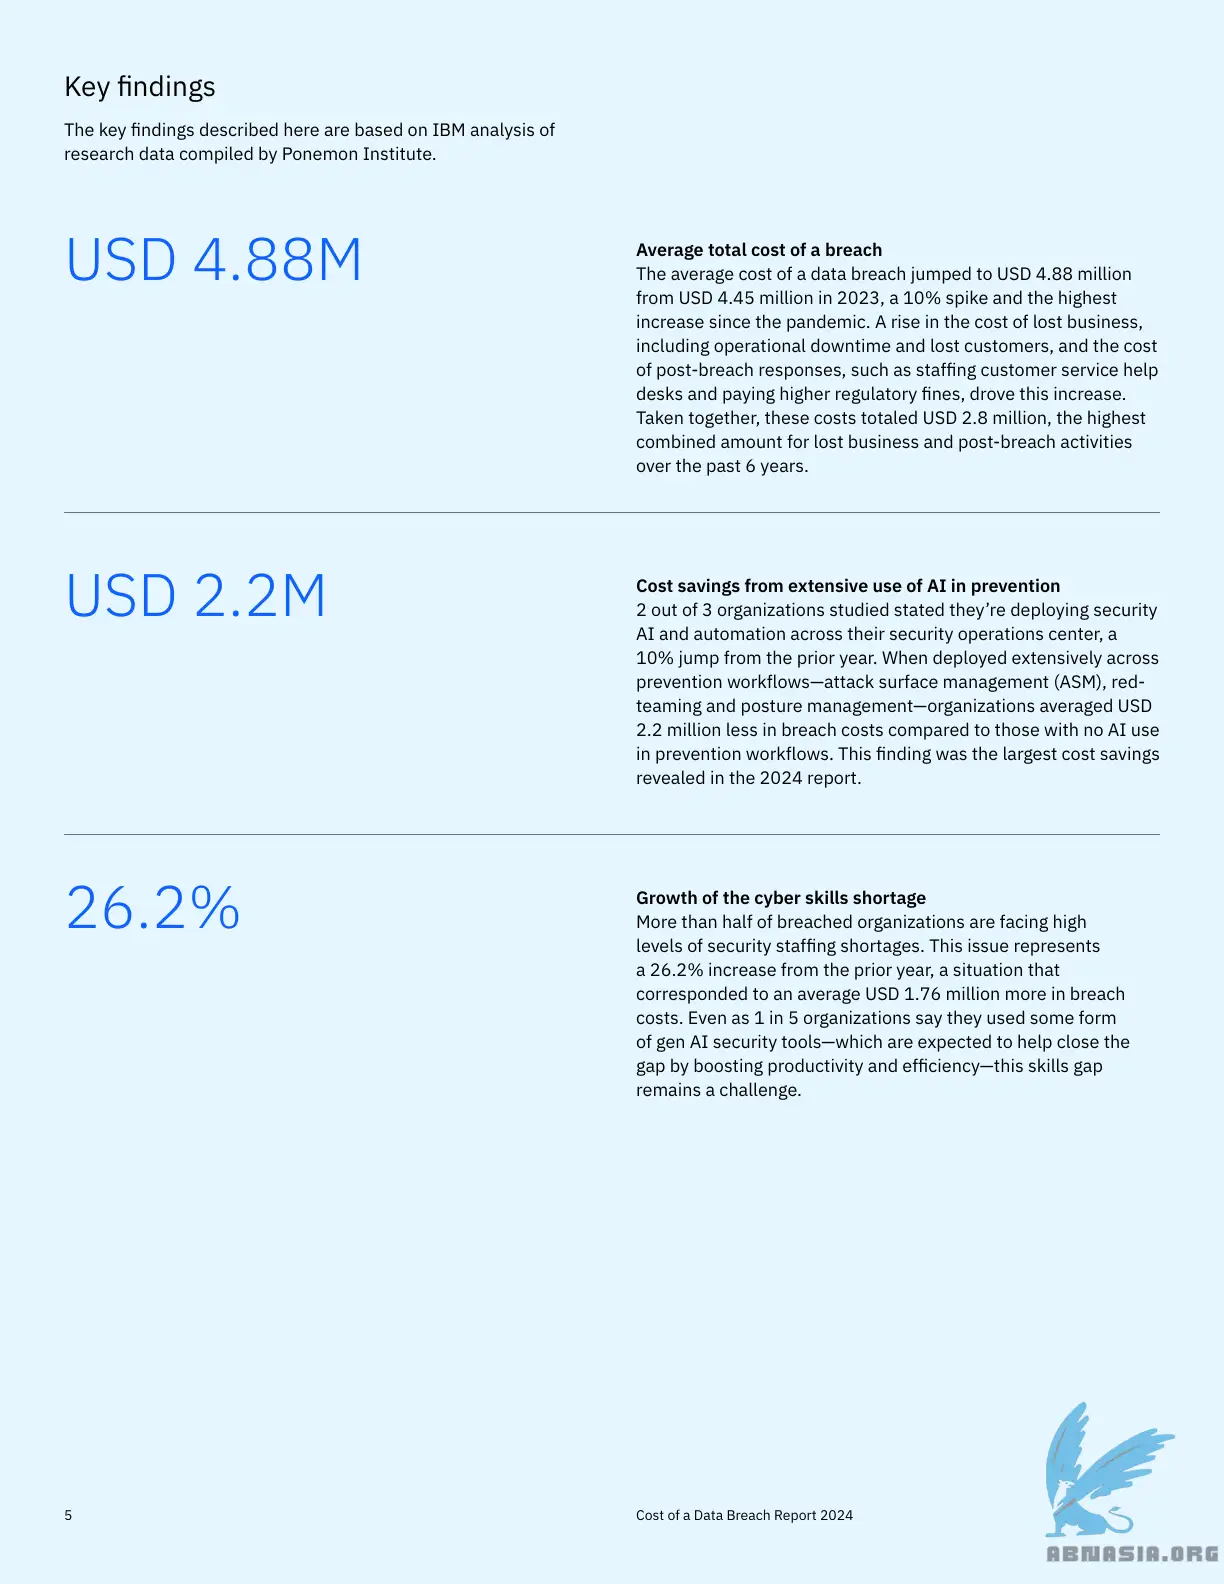 Key findings
The key findings described here are based on IBM analysis of
research data compiled by Ponemon Institute.
USD 4.88M
Average total cost of a breach
The average cost of a data breach jumped to USD 4.88 million
from USD 4.45 million in 2023, a 10% spike and the highest
increase since the pandemic. A rise in the cost of lost business,
including operational downtime and lost customers, and the cost
of post-breach responses, such as staffing customer service help
desks and paying higher regulatory fines, drove this increase.
Taken together, these costs totaled USD 2.8 million, the highest
combined amount for lost business and post-breach activities
over the past 6 years.
USD 2.2M
Cost savings from extensive use of AI in prevention
2 out of 3 organizations studied stated they’re deploying security
AI and automation across their security operations center, a
10% jump from the prior year. When deployed extensively across
prevention workflows—attack surface management (ASM), red-
teaming and posture management—organizations averaged USD
2.2 million less in breach costs compared to those with no AI use
in prevention workflows. This finding was the largest cost savings
revealed in the 2024 report.
26.2%
Growth of the cyber skills shortage
More than half of breached organizations are facing high
levels of security staffing shortages. This issue represents
a 26.2% increase from the prior year, a situation that
corresponded to an average USD 1.76 million more in breach
costs. Even as 1 in 5 organizations say they used some form
of gen AI security tools—which are expected to help close the
gap by boosting productivity and efficiency—this skills gap
remains a challenge.
5
Cost of a Data Breach Report 2024
ABNASIA.ORG